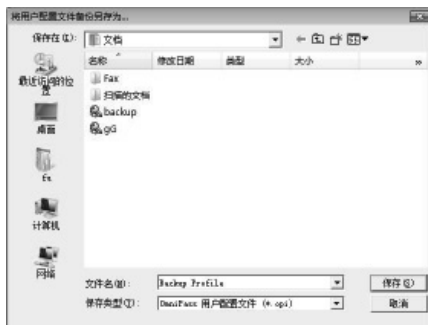 将用户配置文件备份另存为...
保存在(I):
文档
名称 修改日期 类型 大小 »
Fax
扫描的文档
backup
gG
最近访问的位置
桌面
fs
计算机
网络
文件名(N): Backup Profile 保存(S)
保存类型(T): OmniPass 用户配置文件 (*.opi) 取消